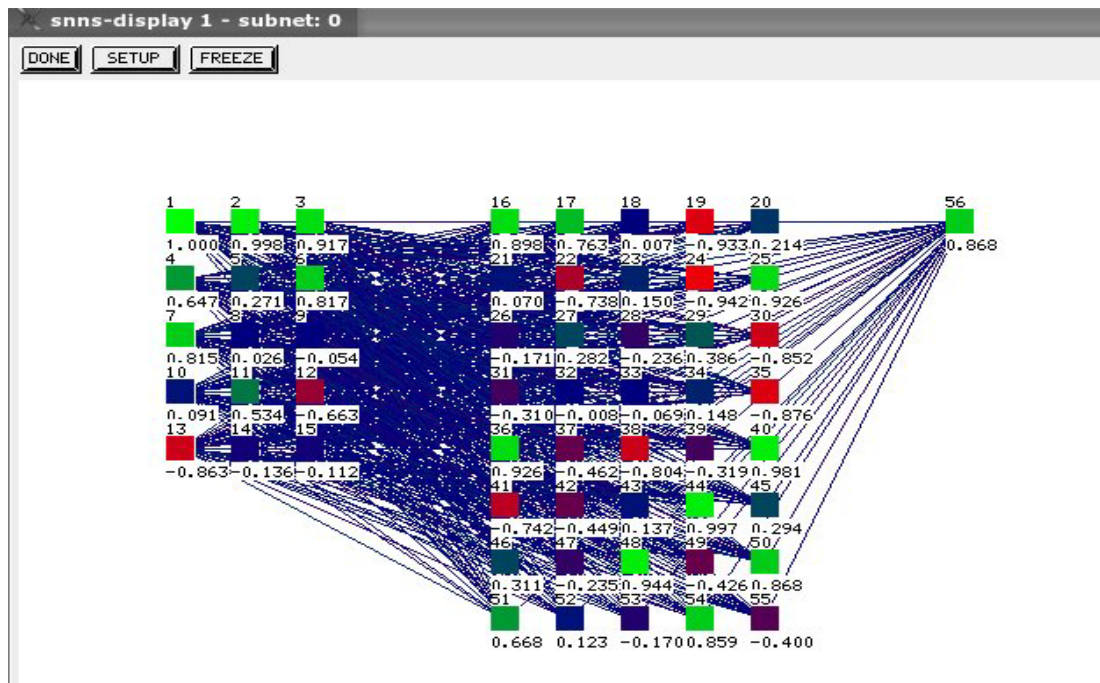 snns-display 1 - subnet: 0
DONE SETUP FREEZE
1 2 3 16 17 18 19 20 56
1.000 0.998 0.917 0.898 0.763 0.007 -0.933 0.214 0.868
4 5 6 21 22 23 24 25
0.647 0.271 0.817 0.070 -0.738 0.150 -0.942 0.926
7 8 9 26 27 28 29 30
0.815 0.026 -0.054 -0.171 0.282 -0.236 0.386 -0.852
10 11 12 31 32 33 34 35
0.091 0.534 -0.663 -0.310 -0.008 -0.069 0.148 -0.876
13 14 15 36 37 38 39 40
-0.863 -0.136 -0.112 0.926 -0.462 -0.804 -0.319 0.981
41 42 43 44 45
-0.742 -0.449 0.137 0.997 0.294
46 47 48 49 50
0.311 -0.235 0.944 -0.426 0.868
51 52 53 54 55
0.668 0.123 -0.170 0.859 -0.400